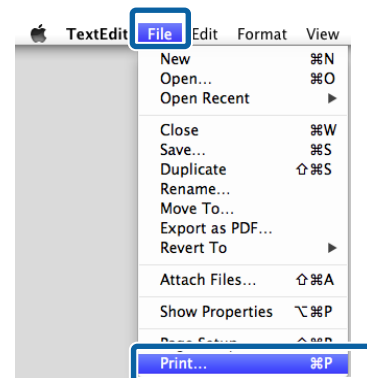 TextEdit File Edit Format View
New ⌘N
Open... ⌘O
Open Recent ▶
Close ⌘W
Save... ⌘S
Duplicate ⇧⌘S
Rename...
Move To...
Export as PDF...
Revert To ▶
Attach Files... ⇧⌘A
Show Properties ⌥⌘P
Print... ⌘P